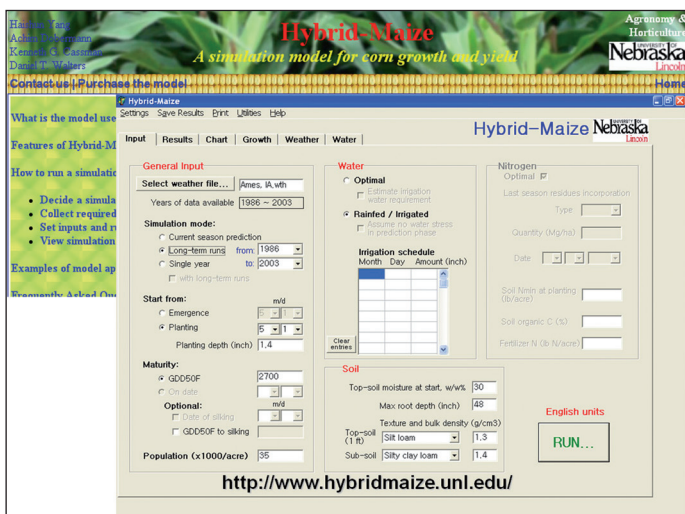 Haishun Yang
Achim Dobermann
Kenneth G. Cassman
Daniel T. Walters
Hybrid-Maize
A simulation model for corn growth and yield
Agronomy &
Horticulture
UNIVERSITY OF
Nebraska
Lincoln
Contact us | Purchase the model
Home
What is the model use
Features of Hybrid-M
How to run a simulatio
• Decide a simula
• Collect required
• Set inputs and ru
• View simulation
Examples of model ap
Frequently Asked Que
Hybrid-Maize
Settings Save Results Print Utilities Help
Input Results Chart Growth Weather Water
Hybrid-Maize
UNIVERSITY OF
Nebraska
Lincoln
General Input
Select weather file... Ames, IA.wth
Years of data available 1986 ~ 2003
Simulation mode:
Current season prediction
Long-term runs from: 1986
Single year to: 2003
with long-term runs
Start from: m/d
Emergence 5 1
Planting 5 1
Planting depth (inch) 1,4
Maturity:
GDD50F 2700
On date
Optional: m/d
Date of silking
GDD50F to silking
Population (x1000/acre) 35
Water
Optimal
Estimate irrigation
water requirement
Rainfed / Irrigated
Assume no water stress
in prediction phase
Irrigation schedule
Month Day Amount (inch)
Clear
entries
Soil
Top-soil moisture at start, w/w% 30
Max root depth (inch) 48
Texture and bulk density (g/cm3)
Top-soil
(1 ft) Silt loam 1,3
Sub-soil Silty clay loam 1,4
Nitrogen
Optimal
Last season residues incorporation
Type
Quantity (Mg/ha)
Date
Soil Nmin at planting
(lb/acre)
Soil organic C (%)
Fertilizer N (lb N/acre)
English units
RUN...
http://www.hybridmaize.unl.edu/